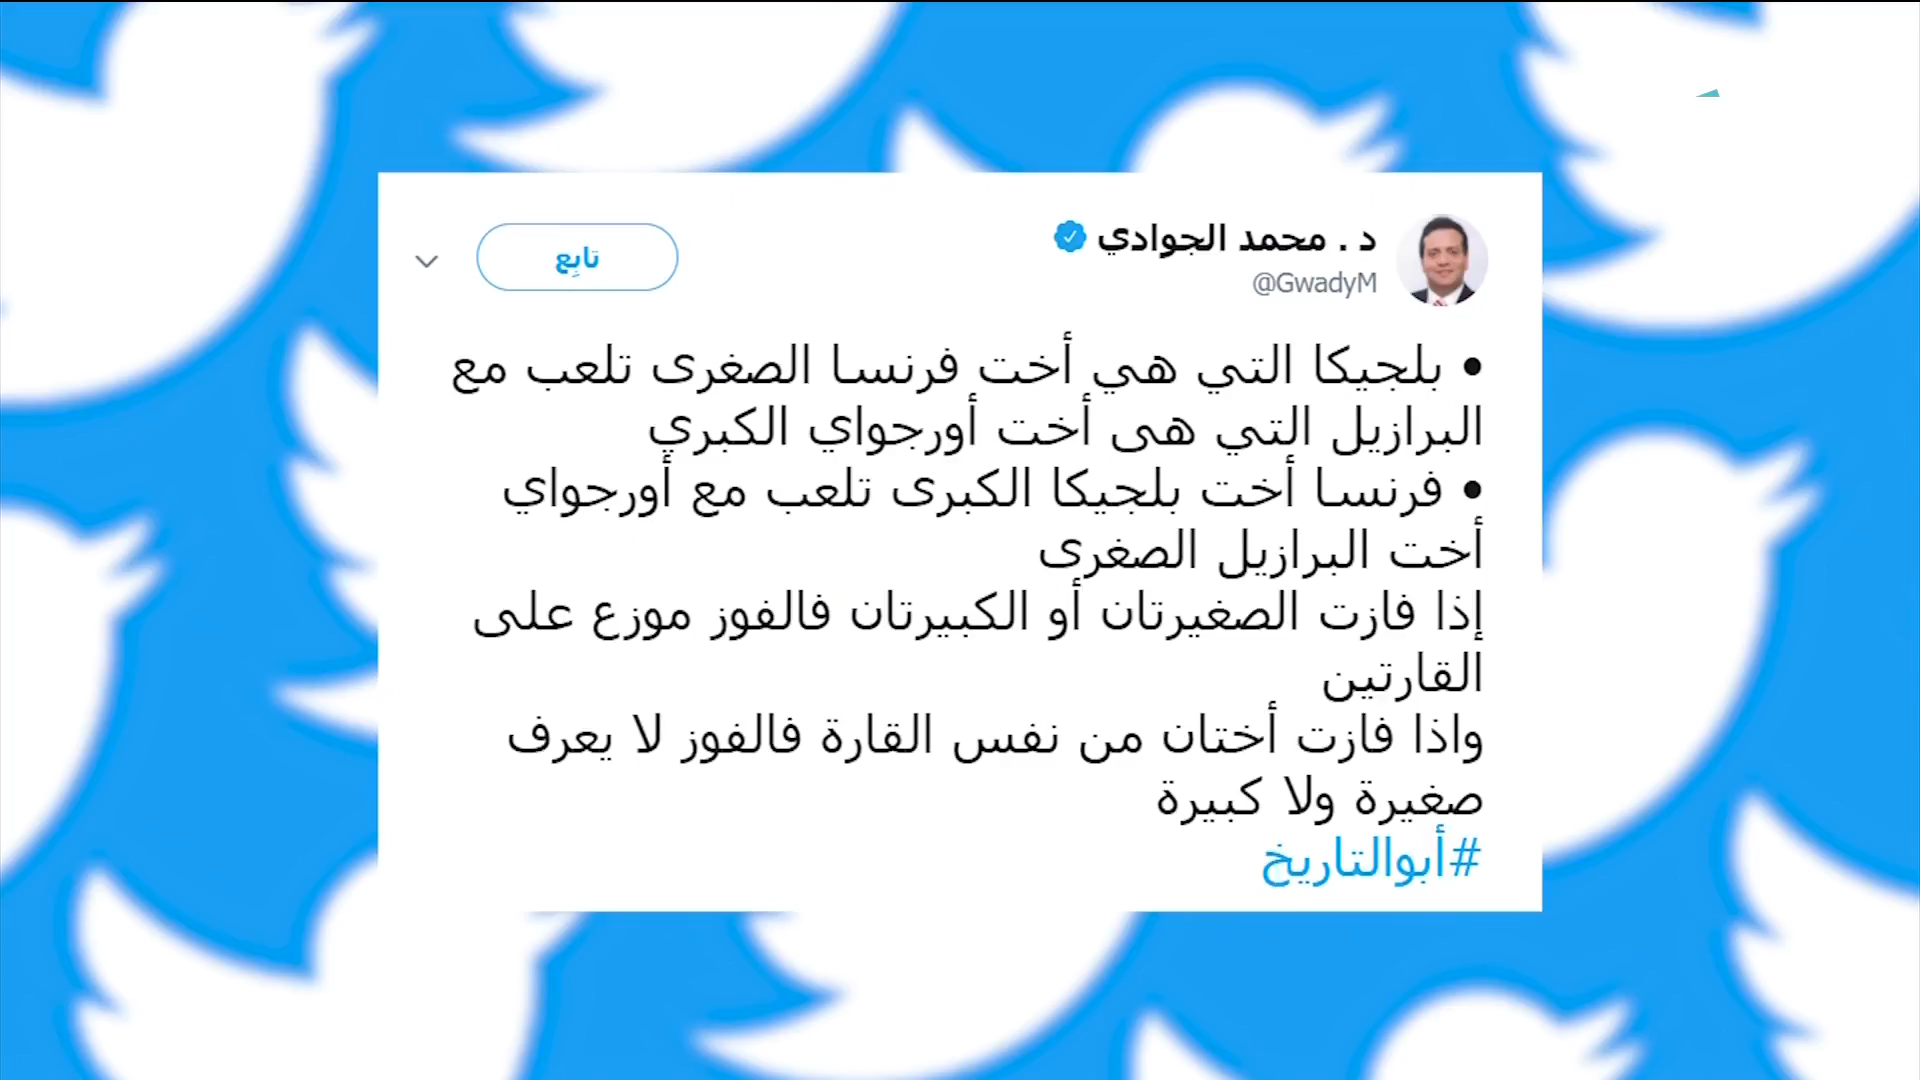 د . محمد الجوادي
@GwadyM
تابِع
• بلجيكا التي هي أخت فرنسا الصغرى تلعب مع
البرازيل التي هى أخت أورجواي الكبري
• فرنسا أخت بلجيكا الكبرى تلعب مع أورجواي
أخت البرازيل الصغرى
إذا فازت الصغيرتان أو الكبيرتان فالفوز موزع على
القارتين
واذا فازت أختان من نفس القارة فالفوز لا يعرف
صغيرة ولا كبيرة
#أبوالتاريخ